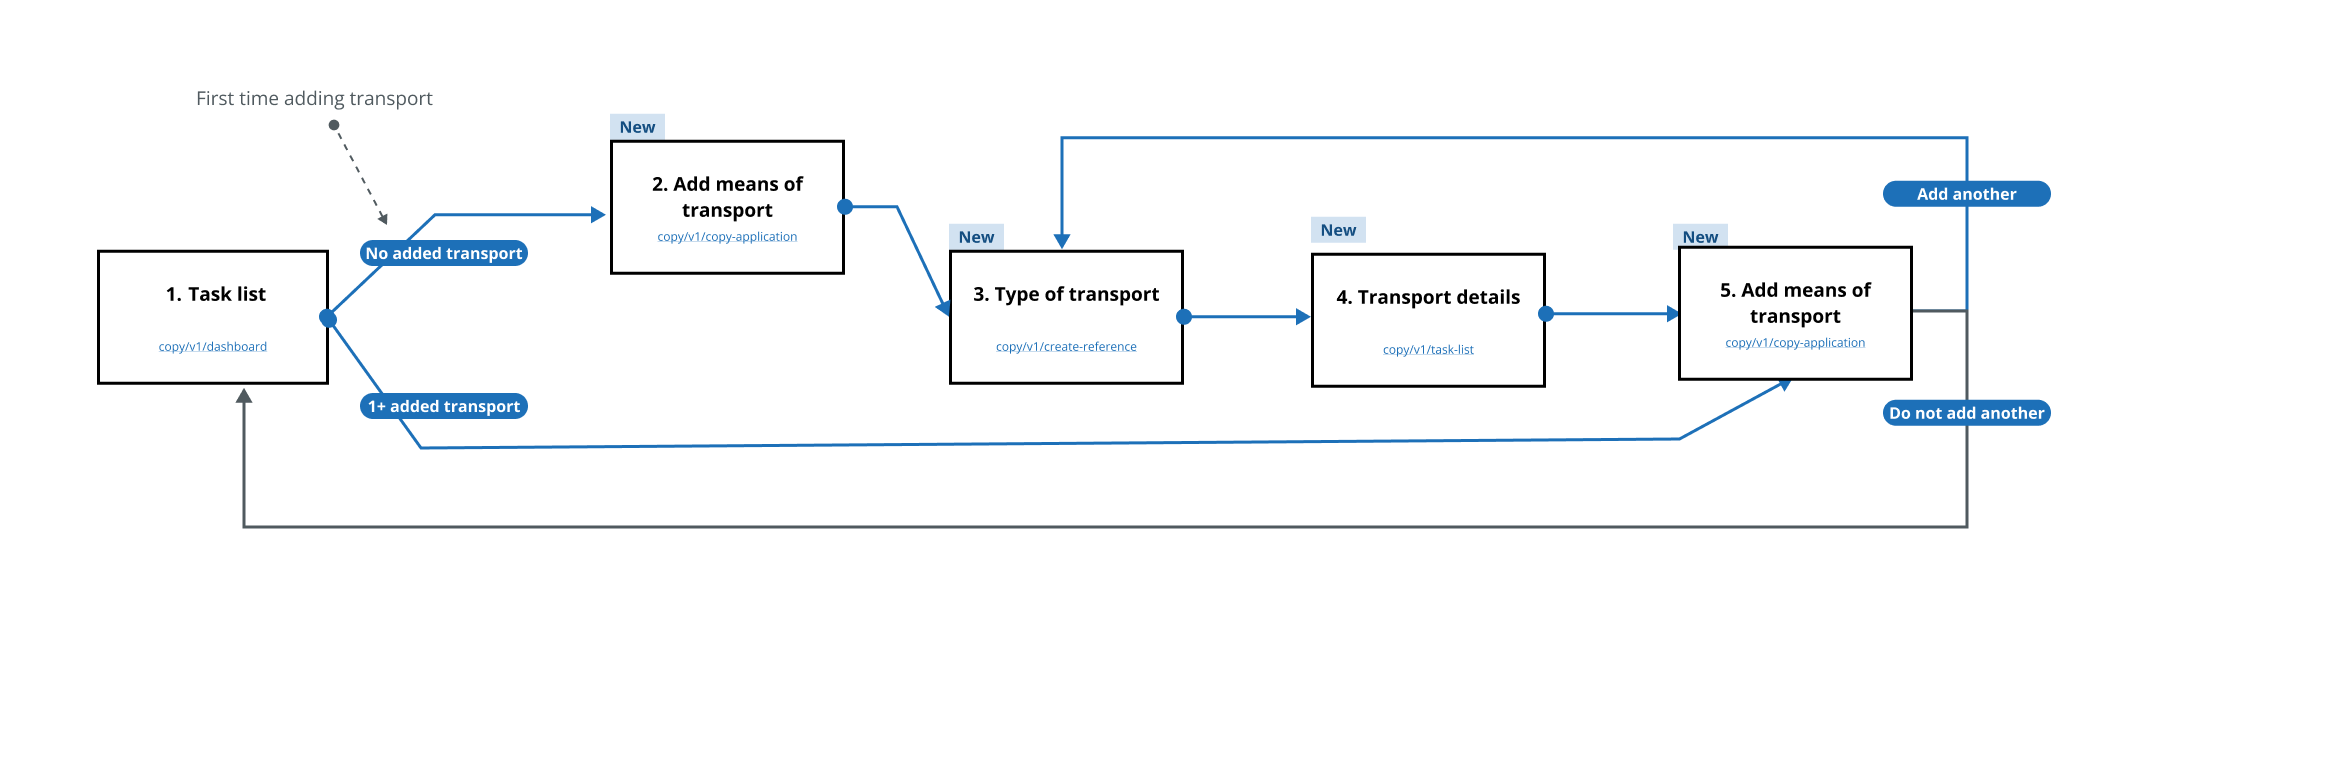 First time adding transport
New
2. Add means of
transport
copy/v1/copy-application
No added transport
1. Task list
copy/v1/dashboard
1+ added transport
New
3. Type of transport
copy/v1/create-reference
New
4. Transport details
copy/v1/task-list
New
5. Add means of
transport
copy/v1/copy-application
Add another
Do not add another